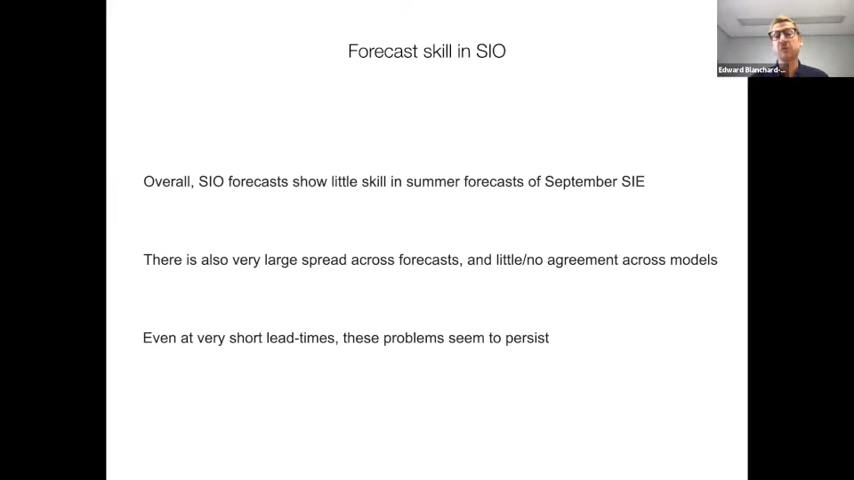 Forecast skill in SIO
Edward Blanchard-...
Overall, SIO forecasts show little skill in summer forecasts of September SIE
There is also very large spread across forecasts, and little/no agreement across models
Even at very short lead-times, these problems seem to persist